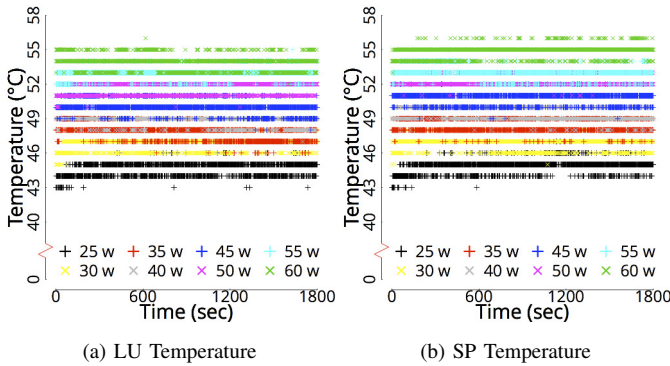 58
55
52
49
46
43
40
0
Temperature (°C)
+ 25 w + 35 w + 45 w + 55 w
× 30 w × 40 w × 50 w × 60 w
0 600 1200 1800
Time (sec)
(a) LU Temperature
58
55
52
49
46
43
40
0
Temperature (°C)
+ 25 w + 35 w + 45 w + 55 w
× 30 w × 40 w × 50 w × 60 w
0 600 1200 1800
Time (sec)
(b) SP Temperature